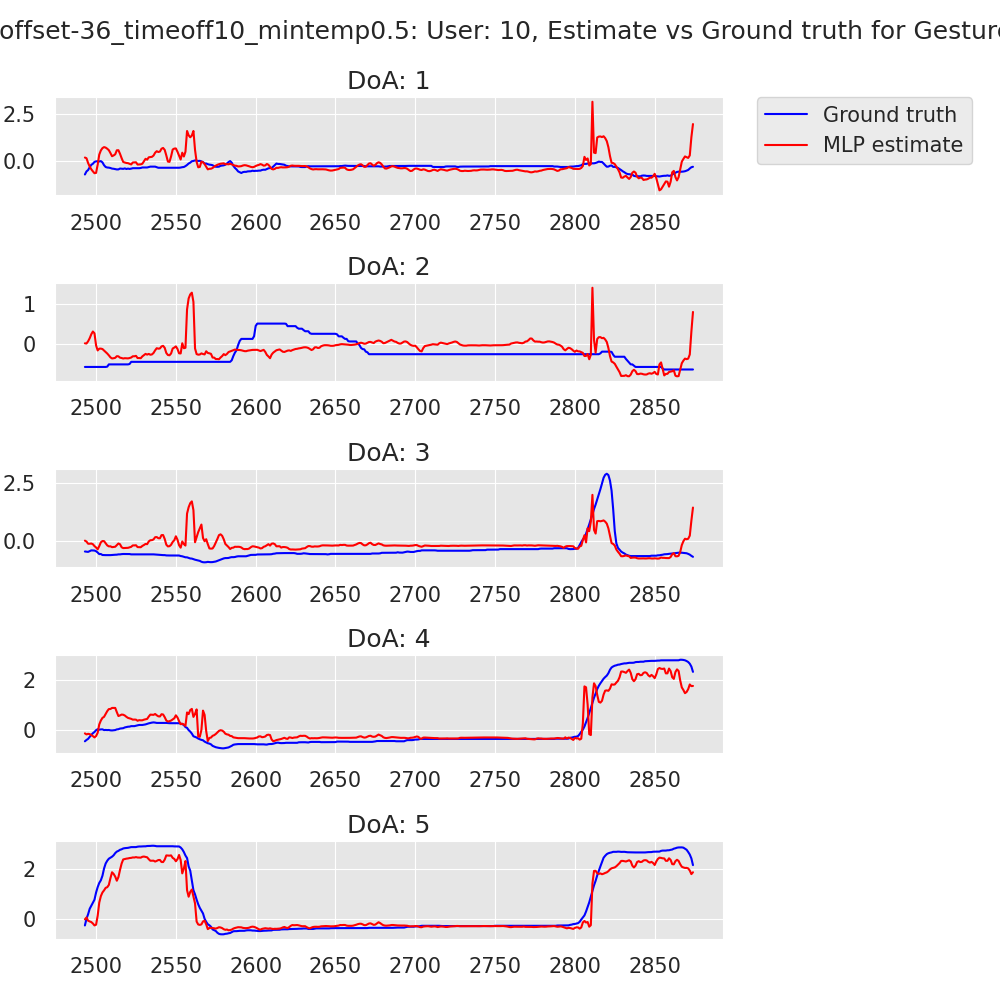 offset-36_timeoff10_mintemp0.5: User: 10, Estimate vs Ground truth for Gesture
DoA: 1
Ground truth
MLP estimate
2.5
0.0
2500 2550 2600 2650 2700 2750 2800 2850
DoA: 2
1
0
2500 2550 2600 2650 2700 2750 2800 2850
DoA: 3
2.5
0.0
2500 2550 2600 2650 2700 2750 2800 2850
DoA: 4
2
0
2500 2550 2600 2650 2700 2750 2800 2850
DoA: 5
2
0
2500 2550 2600 2650 2700 2750 2800 2850